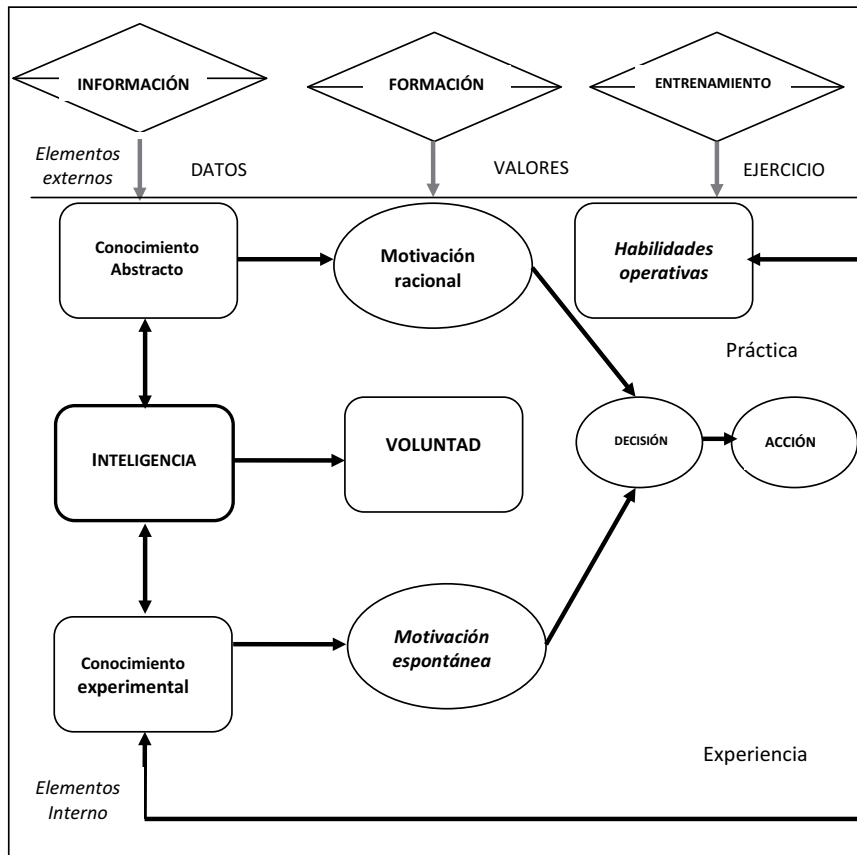 INFORMACIÓN
FORMACIÓN
ENTRENAMIENTO
Elementos
externos
DATOS
VALORES
EJERCICIO
Conocimiento
Abstracto
Motivación
racional
Habilidades
operativas
Práctica
INTELIGENCIA
VOLUNTAD
DECISIÓN
ACCIÓN
Conocimiento
experimental
Motivación
espontánea
Experiencia
Elementos
Interno